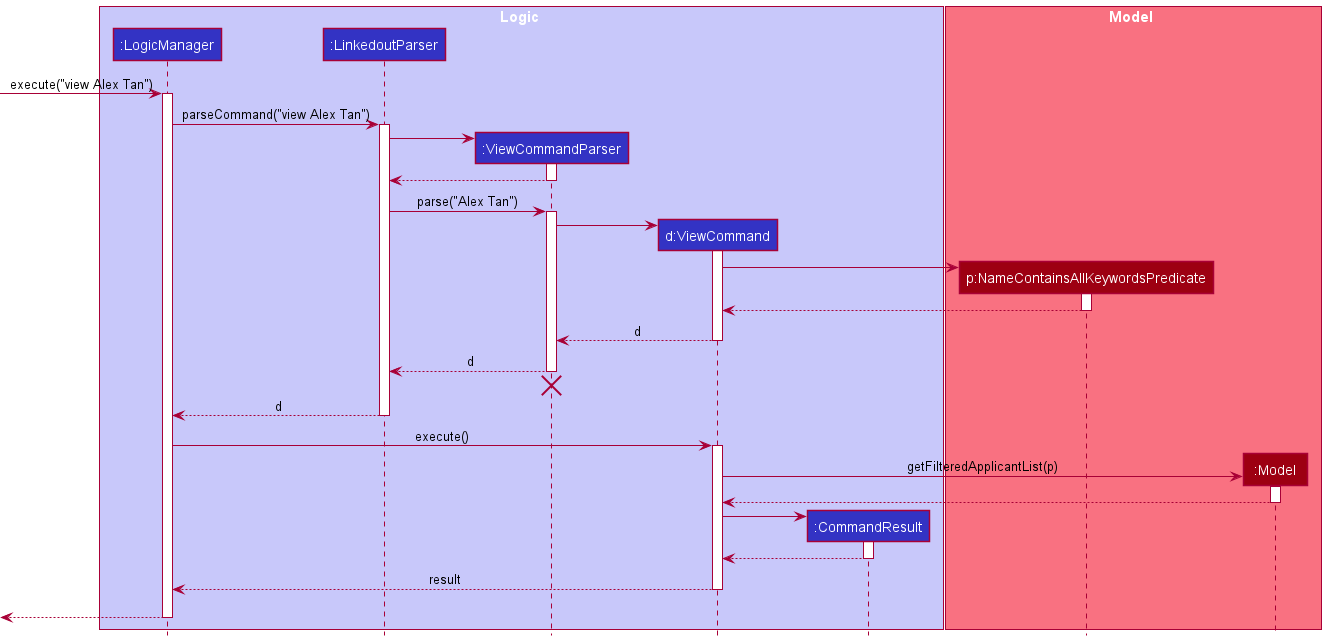 Logic
Model
:LogicManager
:LinkedoutParser
execute("view Alex Tan")
parseCommand("view Alex Tan")
:ViewCommandParser
parse("Alex Tan")
d:ViewCommand
p:NameContainsAllKeywordsPredicate
d
d
d
execute()
getFilteredApplicantList(p)
:Model
:CommandResult
result